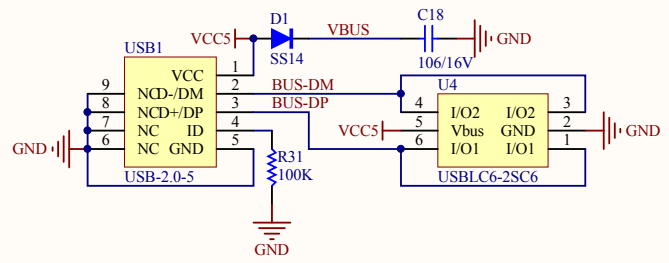 D1
C18
VCC5
VBUS
GND
SS14
106/16V
USB1
U4
VCC 1
BUS-DM
9 NC D-/DM 2
BUS-DP
8 NC D+/DP 3
7 NC ID 4
6 NC GND 5
GND
USB-2.0-5
4 I/O2 I/O2 3
VCC5 5 Vbus GND 2 GND
6 I/O1 I/O1 1
USBLC6-2SC6
R31
100K
GND